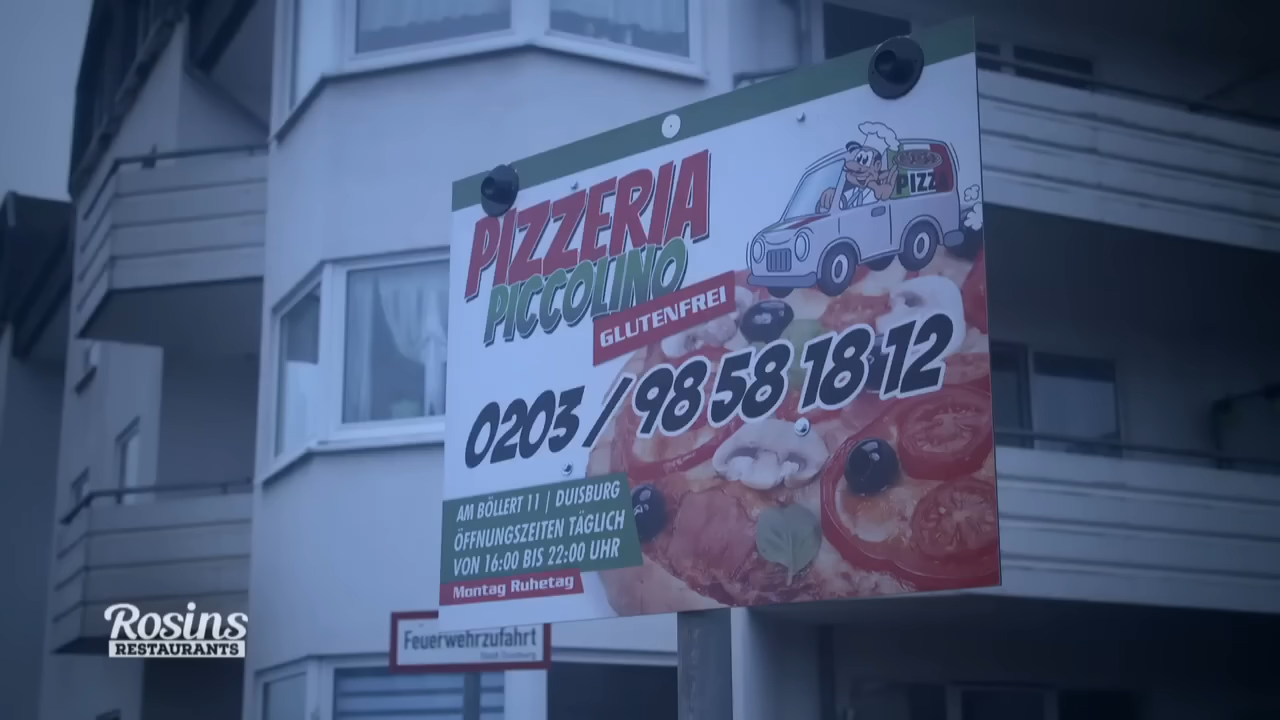 PIZZERIA
PICCOLINO
GLUTENFREI
PIZZ
0203 / 98 58 18 12
AM BÖLLERT 11 | DUISBURG
ÖFFNUNGSZEITEN TÄGLICH
VON 16:00 BIS 22:00 UHR
Montag Ruhetag
Feuerwehrzufahrt
Rosins
RESTAURANTS